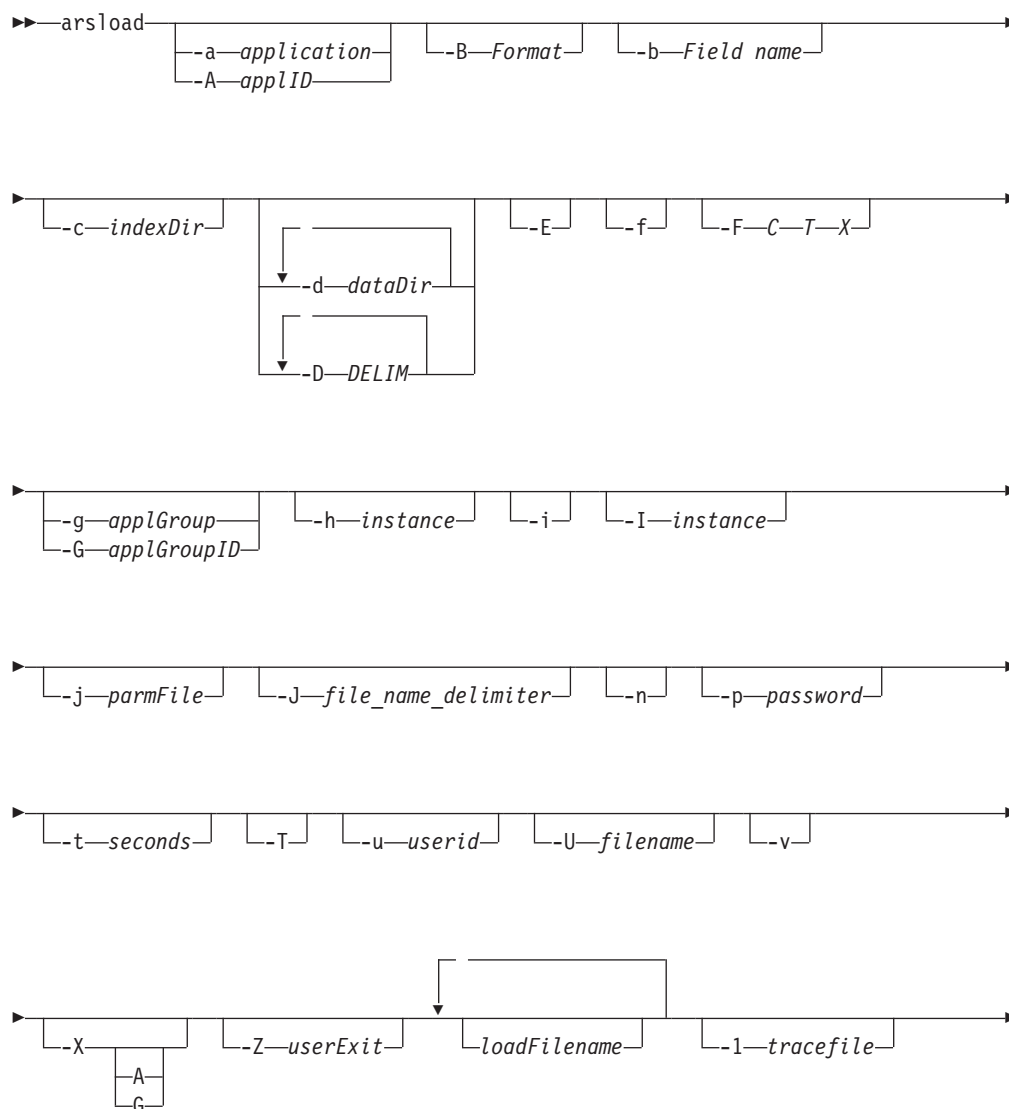 arsload
-a application -B Format -b Field name
-A applID
-c indexDir -E -f -F C T X
-d dataDir
-D DELIM
-g applGroup -h instance -i -I instance
-G applGroupID
-j parmFile -J file_name_delimiter -n -p password
-t seconds -T -u userid -U filename -v
-X -Z userExit loadFilename -1 tracefile
A
G